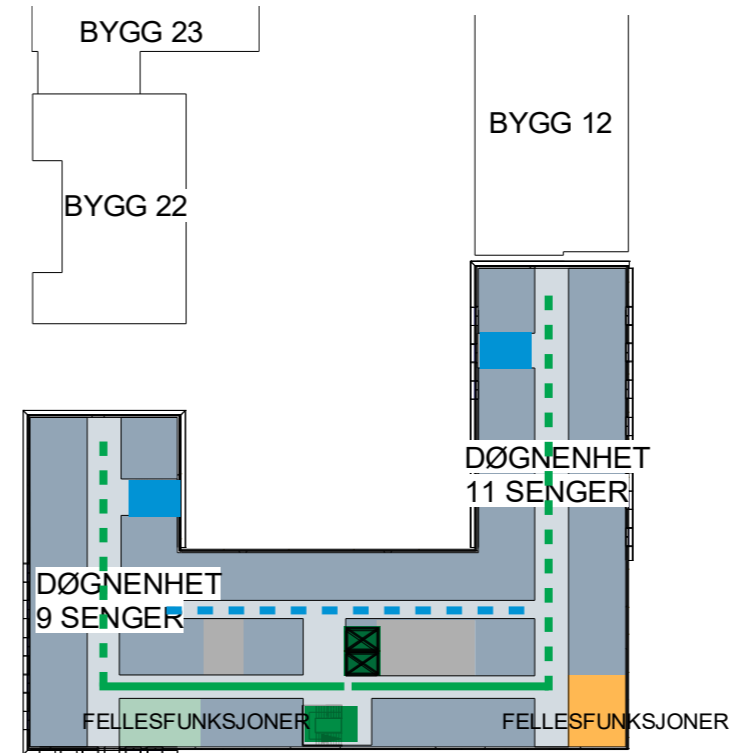 BYGG 23
BYGG 12
BYGG 22
DØGNENHET
11 SENGER
DØGNENHET
9 SENGER
FELLESFUNKSJONER
FELLESFUNKSJONER